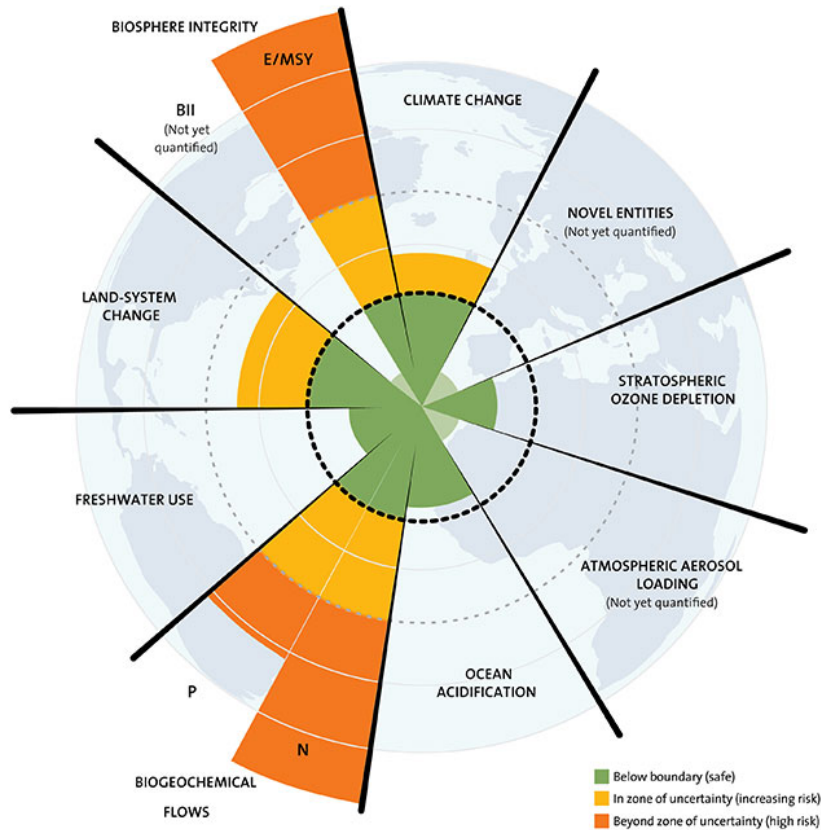 BIOSPHERE INTEGRITY
E/MSY
BII
(Not yet
quantified)
CLIMATE CHANGE
NOVEL ENTITIES
(Not yet quantified)
LAND-SYSTEM
CHANGE
STRATOSPHERIC
OZONE DEPLETION
FRESHWATER USE
ATMOSPHERIC AEROSOL
LOADING
(Not yet quantified)
OCEAN
ACIDIFICATION
P
N
BIOGEOCHEMICAL
FLOWS
Below boundary (safe)
In zone of uncertainty (increasing risk)
Beyond zone of uncertainty (high risk)